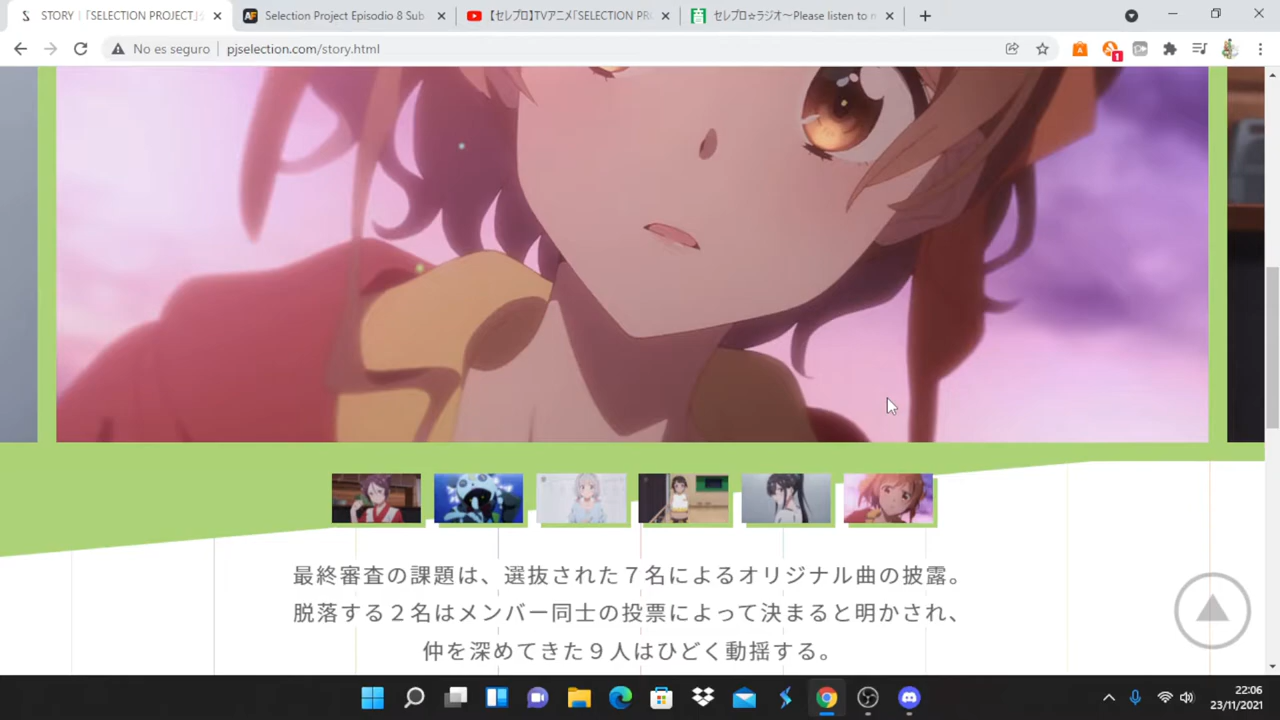 STORY | 「SELECTION PROJECT」
Selection Project Episodio 8 Sub
【セレプロ】TVアニメ「SELECTION PR
セレプロ☆ラジオ～Please listen to m
No es seguro
pjselection.com/story.html
1
最終審査の課題は、選抜された７名によるオリジナル曲の披露。
脱落する２名はメンバー同士の投票によって決まると明かされ、
仲を深めてきた９人はひどく動揺する。
22:06
23/11/2021